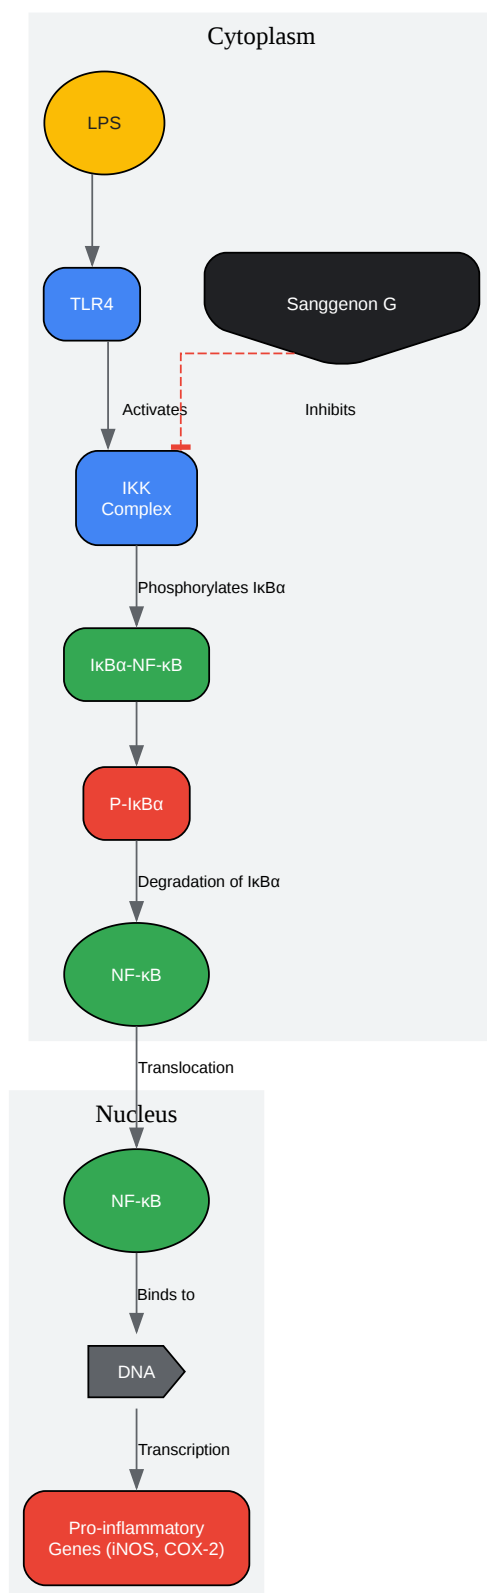 Cytoplasm
LPS
TLR4
Sanggenon G
Activates
Inhibits
IKK
Complex
Phosphorylates IκBα
IκBα-NF-κB
P-IκBα
Degradation of IκBα
NF-κB
Translocation
Nucleus
NF-κB
Binds to
DNA
Transcription
Pro-inflammatory
Genes (iNOS, COX-2)